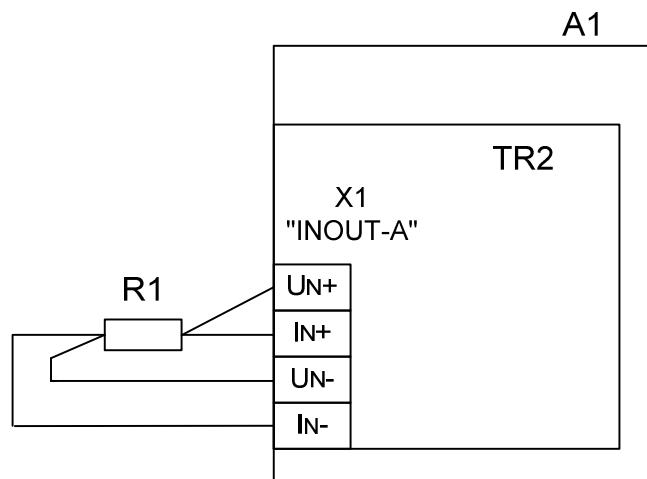 A1
TR2
X1
"INOUT-A"
R1
UN+
IN+
UN-
IN-